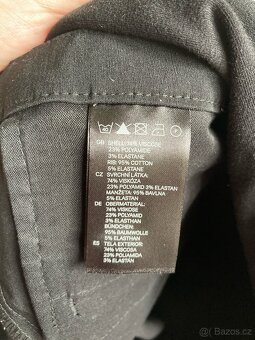 GB SHELL: 74% VISCOSE
23% POLYAMIDE
3% ELASTANE
RIB: 95% COTTON
5% ELASTANE
CZ SVRCHNÍ LÁTKA:
74% VISKÓZA
23% POLYAMID 3% ELASTAN
MANŽETA: 95% BAVLNA
5% ELASTAN
DE OBERMATERIAL:
74% VISKOSE
23% POLYAMID
3% ELASTHAN
BÜNDCHEN:
95% BAUMWOLLE
5% ELASTHAN
ES TELA EXTERIOR:
74% VISCOSA
23% POLIAMIDA
3% ELASTÁN
© Bazoš.cz